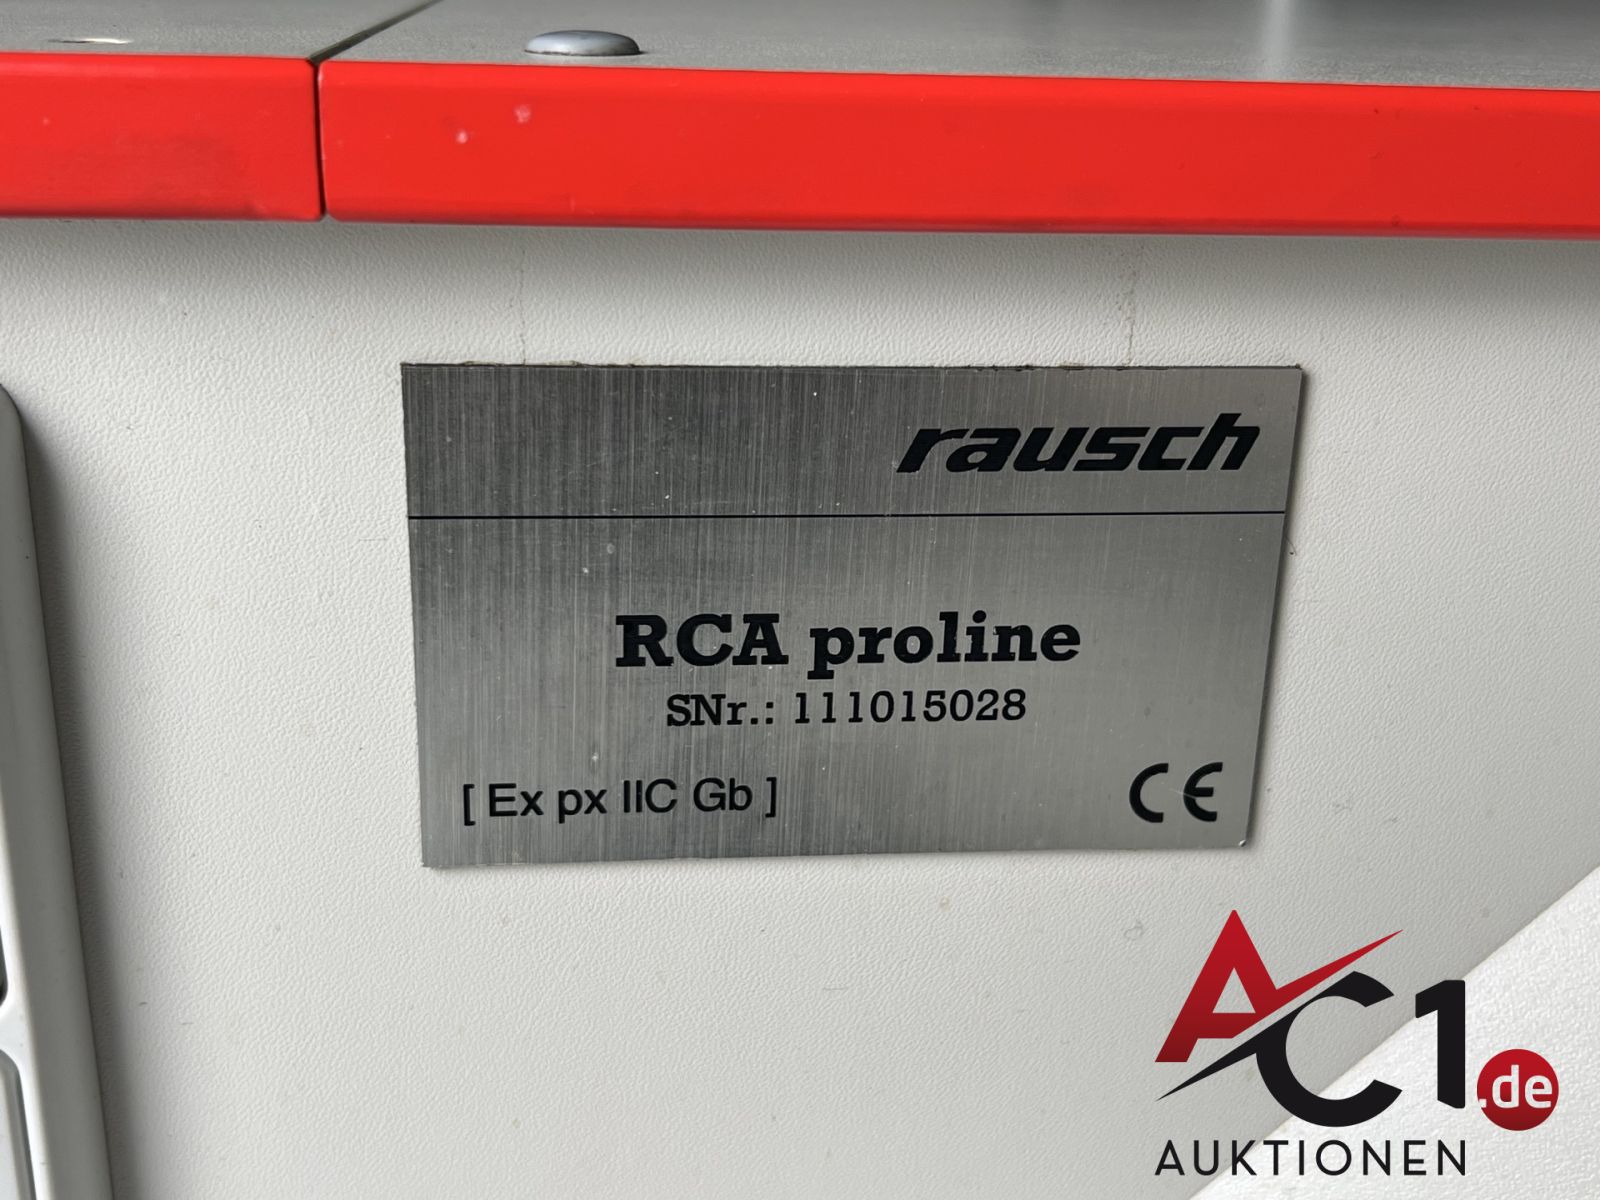 rausch
RCA proline
SNr.: 111015028
[ Ex px IIC Gb ]
CE
AC1.de
AUKTIONEN